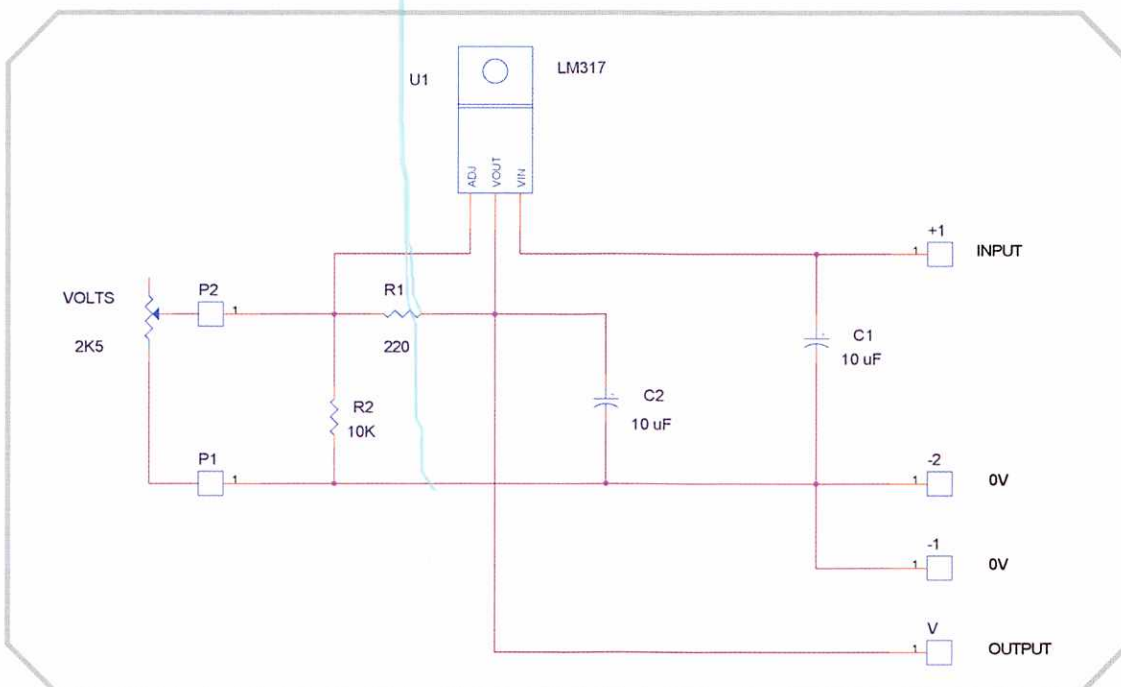 U1
LM317
ADJ
VOUT
VIN
+1
1
INPUT
VOLTS
2K5
P2
1
R1
220
C1
10 uF
C2
10 uF
R2
10K
P1
1
-2
1
0V
-1
1
0V
V
1
OUTPUT